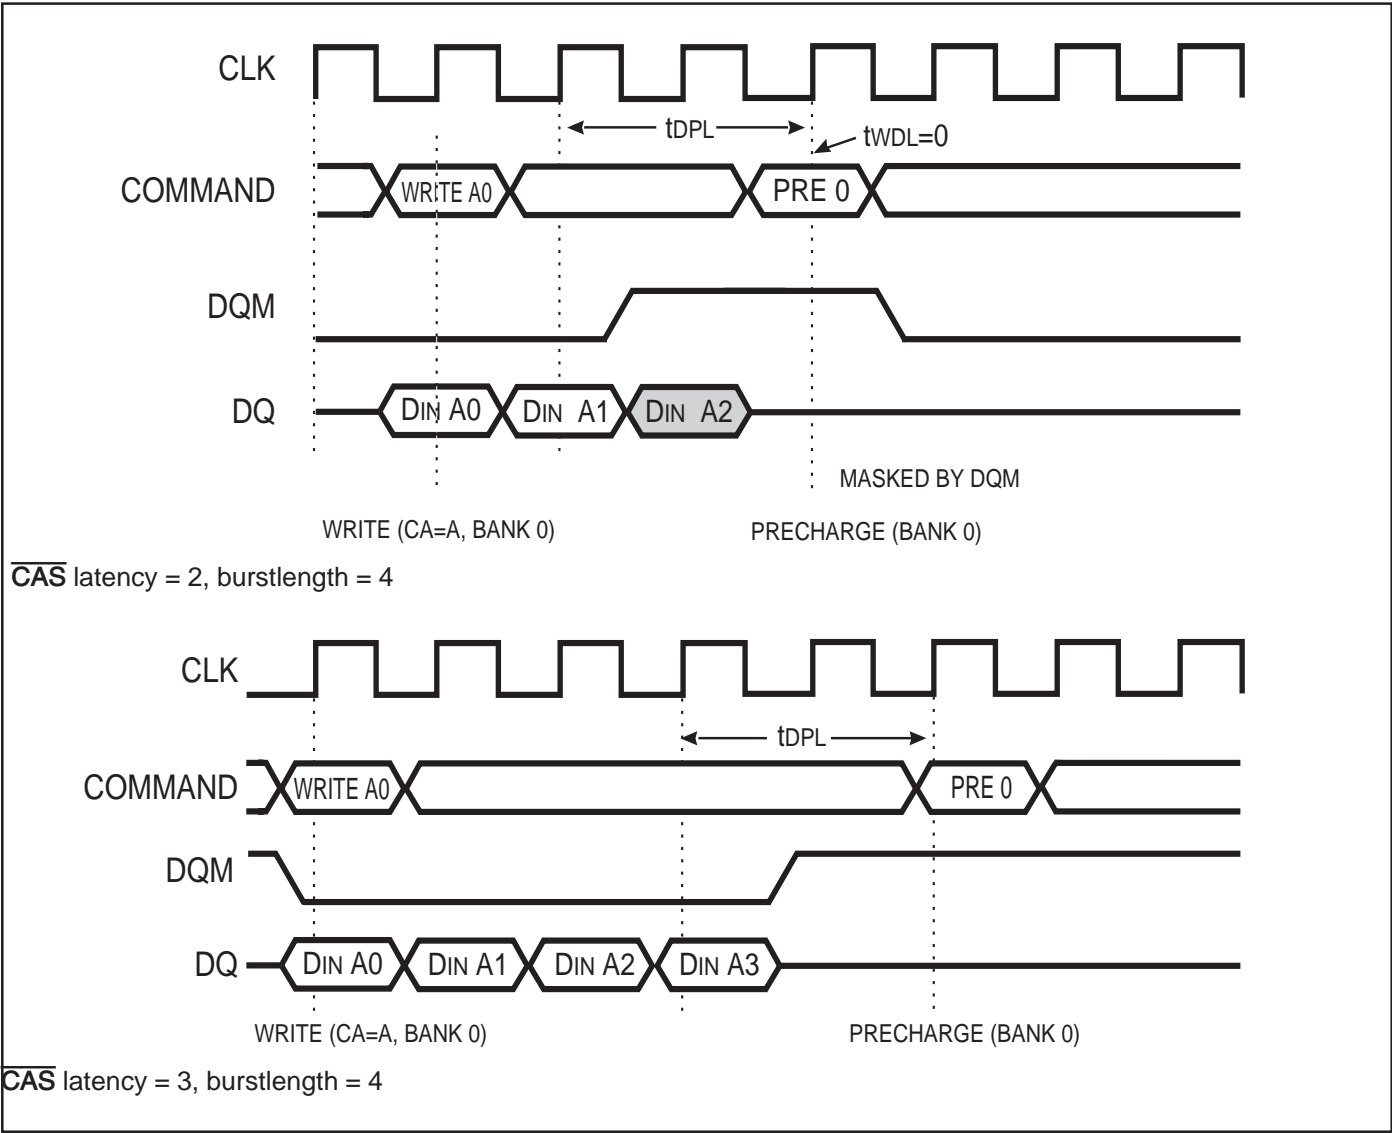 CLK
tDPL
tWDL=0
COMMAND
WRITE A0
PRE 0
DQM
DQ
DIN A0
DIN A1
DIN A2
MASKED BY DQM
WRITE (CA=A, BANK 0)
PRECHARGE (BANK 0)
CAS latency = 2, burstlength = 4
CLK
tDPL
COMMAND
WRITE A0
PRE 0
DQM
DQ
DIN A0
DIN A1
DIN A2
DIN A3
WRITE (CA=A, BANK 0)
PRECHARGE (BANK 0)
CAS latency = 3, burstlength = 4